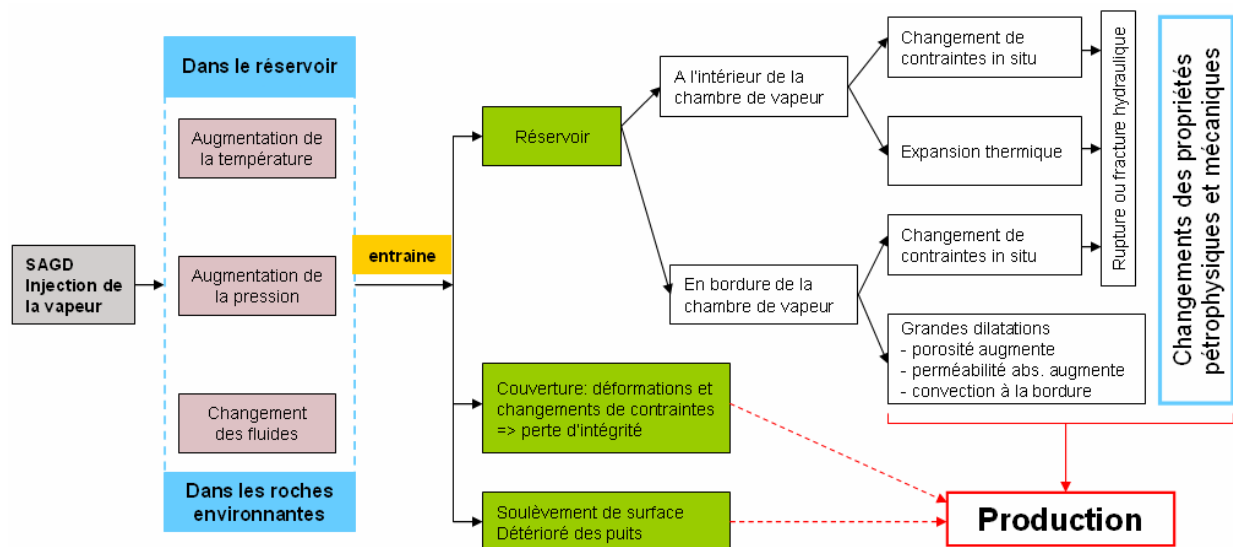 SAGD
Injection de
la vapeur
Dans le réservoir
Augmentation de
la température
Augmentation de
la pression
Changement
des fluides
Dans les roches
environnantes
entraine
Réservoir
Couverture: déformations et
changements de contraintes
=> perte d'intégrité
Soulèvement de surface
Détérioré des puits
A l'intérieur de la
chambre de vapeur
En bordure de la
chambre de vapeur
Changement de
contraintes in situ
Expansion thermique
Changement de
contraintes in situ
Grandes dilatations
- porosité augmente
- perméabilité abs. augmente
- convection à la bordure
Rupture ou fracture hydraulique
Changements des propriétés
pétrophysiques et mécaniques
Production